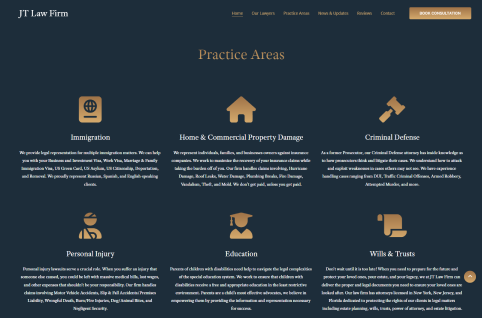 JT Law Firm
Home Our Lawyers Practice Areas News & Updates Reviews Contact BOOK CONSULTATION
Practice Areas
Immigration
We provide legal representation for multiple immigration matters. We can help
you with your Business and Investment Visa, Work Visa, Marriage & Family
Immigration Visa, US Green Card, US Asylum, US Citizenship, Deportation,
and Removal. We proudly represent Russian, Spanish, and English-speaking
clients.
Home & Commercial Property Damage
We represent individuals, families, and businesses owners against insurance
companies. We work to maximize the recovery of your insurance claims while
taking the burden off of you. Our firm handles claims involving, Hurricane
Damage, Roof Leaks, Water Damage, Plumbing Breaks, Fire Damage,
Vandalism, Theft, and Mold. We don't get paid, unless you get paid.
Criminal Defense
As a former Prosecutor, our Criminal Defense attorney has inside knowledge as
to how prosecutors think and litigate their cases. We understand how to attack
and exploit weaknesses in cases others may not see. We have experience
handling cases ranging from DUI, Traffic Criminal Offenses, Armed Robbery,
Attempted Murder, and more.
Personal Injury
Personal injury lawsuits serve a crucial role. When you suffer an injury that
someone else caused, you could be left with massive medical bills, lost wages,
and other expenses that shouldn't be your responsibility. Our firm handles
claims involving Motor Vehicle Accidents, Slip & Fall Accidents/ Premises
Liability, Wrongful Death, Burn/Fire Injuries, Dog/Animal Bites, and
Negligent Security.
Education
Parents of children with disabilities need help to navigate the legal complexities
of the special education system. We work to ensure that children with
disabilities receive a free and appropriate education in the least restrictive
environment. Parents are a child's most effective advocates, we believe in
empowering them by providing the information and representation necessary
for success.
Wills & Trusts
Don't wait until it is too late! When you need to prepare for the future and
protect your loved ones, your estate, and your legacy, we at JT Law Firm can
deliver the proper and legal documents you need to ensure your loved ones are
looked after. Our law firm has attorneys licensed in New York, New Jersey, and
Florida dedicated to protecting the rights of our clients in legal matters
including estate planning, wills, trusts, power of attorney, and estate litigation.